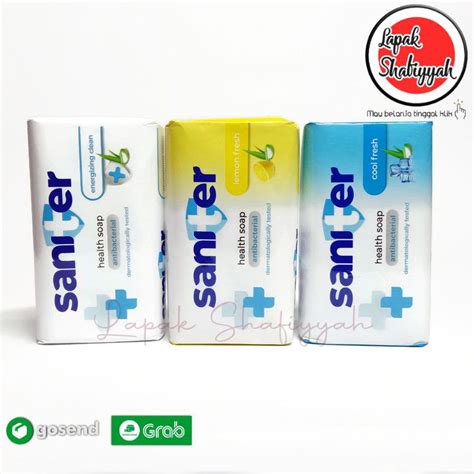 Lapak
Shafiyyah
Mau belanja tinggal klik
energizing clean
saniter
health soap
antibacterial
dermatologically tested
lemon fresh
saniter
health soap
antibacterial
dermatologically tested
cool fresh
saniter
health soap
antibacterial
dermatologically tested
Lapak Shafiyyah
gosend
Grab